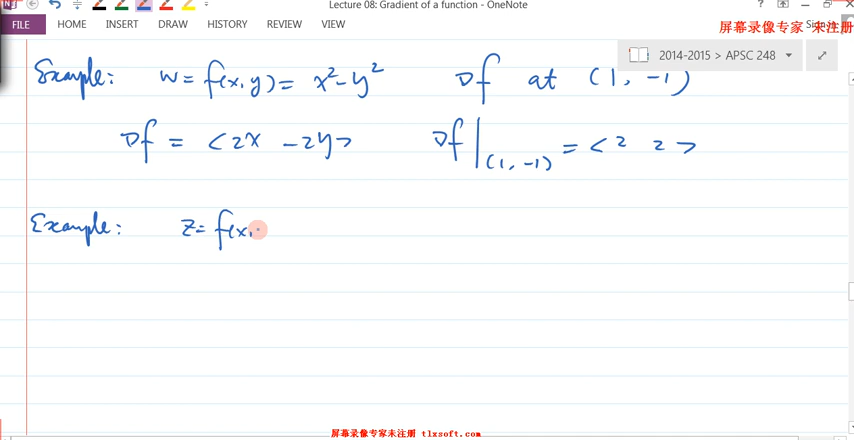 Lecture 08: Gradient of a function - OneNote
屏幕录像专家 未注册
FILE HOME INSERT DRAW HISTORY REVIEW VIEW
2014-2015 ▸ APSC 248
Example: w = f(x, y) = x² - y² ∇f at (1, -1)
∇f = <2x -2y> ∇f|(1, -1) = <2 2>
Example: z = f(x,
屏幕录像专家未注册 tlxsoft.com